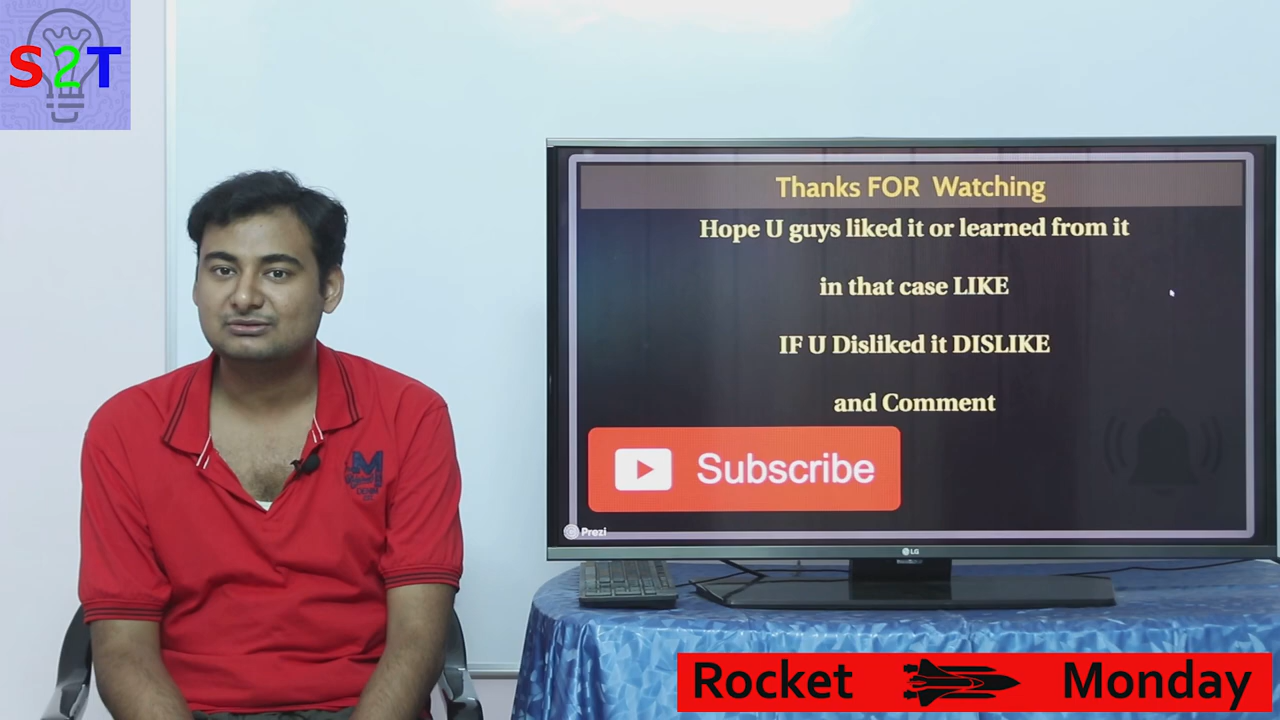 S2T
Thanks FOR Watching
Hope U guys liked it or learned from it
in that case LIKE
IF U Disliked it DISLIKE
and Comment
Subscribe
Prezi
LG
M
Rocket Monday